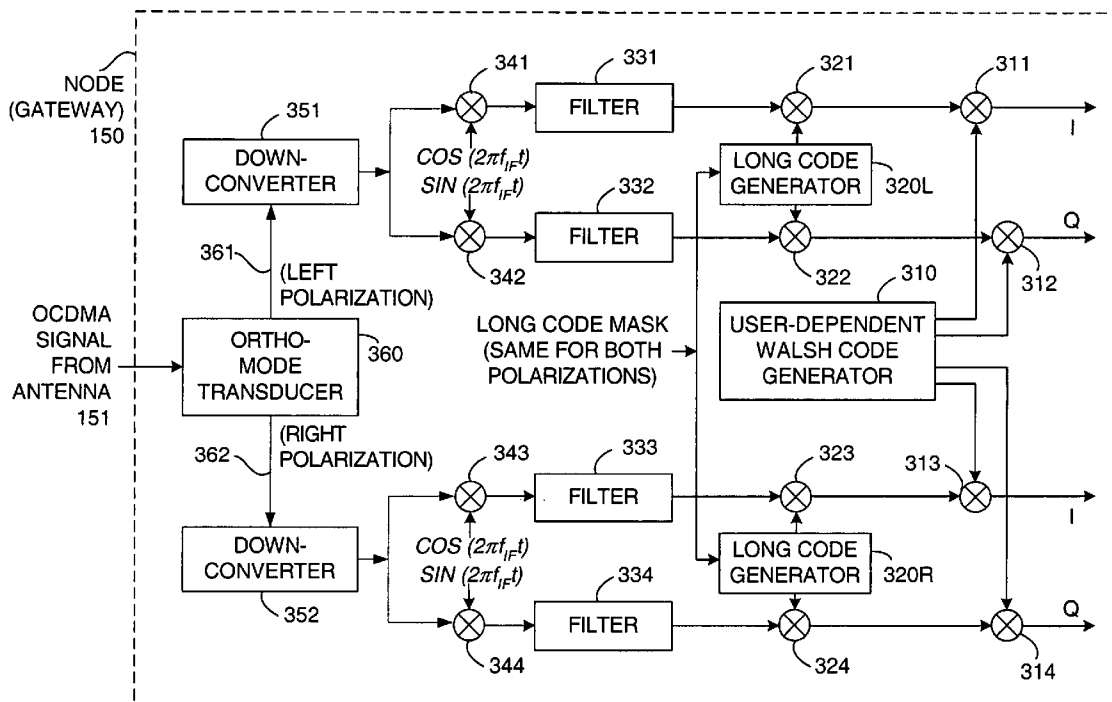 NODE
(GATEWAY)
150
341
331
321
311
351
FILTER
I
DOWN-
CONVERTER
COS (2πf_IF t)
SIN (2πf_IF t)
LONG CODE
GENERATOR
320L
332
FILTER
Q
361
(LEFT
POLARIZATION)
342
322
312
310
OCDMA
SIGNAL
FROM
ANTENNA
151
ORTHO-
MODE
TRANSDUCER
360
LONG CODE MASK
(SAME FOR BOTH
POLARIZATIONS)
USER-DEPENDENT
WALSH CODE
GENERATOR
362
(RIGHT
POLARIZATION)
343
333
323
313
FILTER
I
DOWN-
CONVERTER
352
COS (2πf_IF t)
SIN (2πf_IF t)
LONG CODE
GENERATOR
320R
334
FILTER
Q
344
324
314